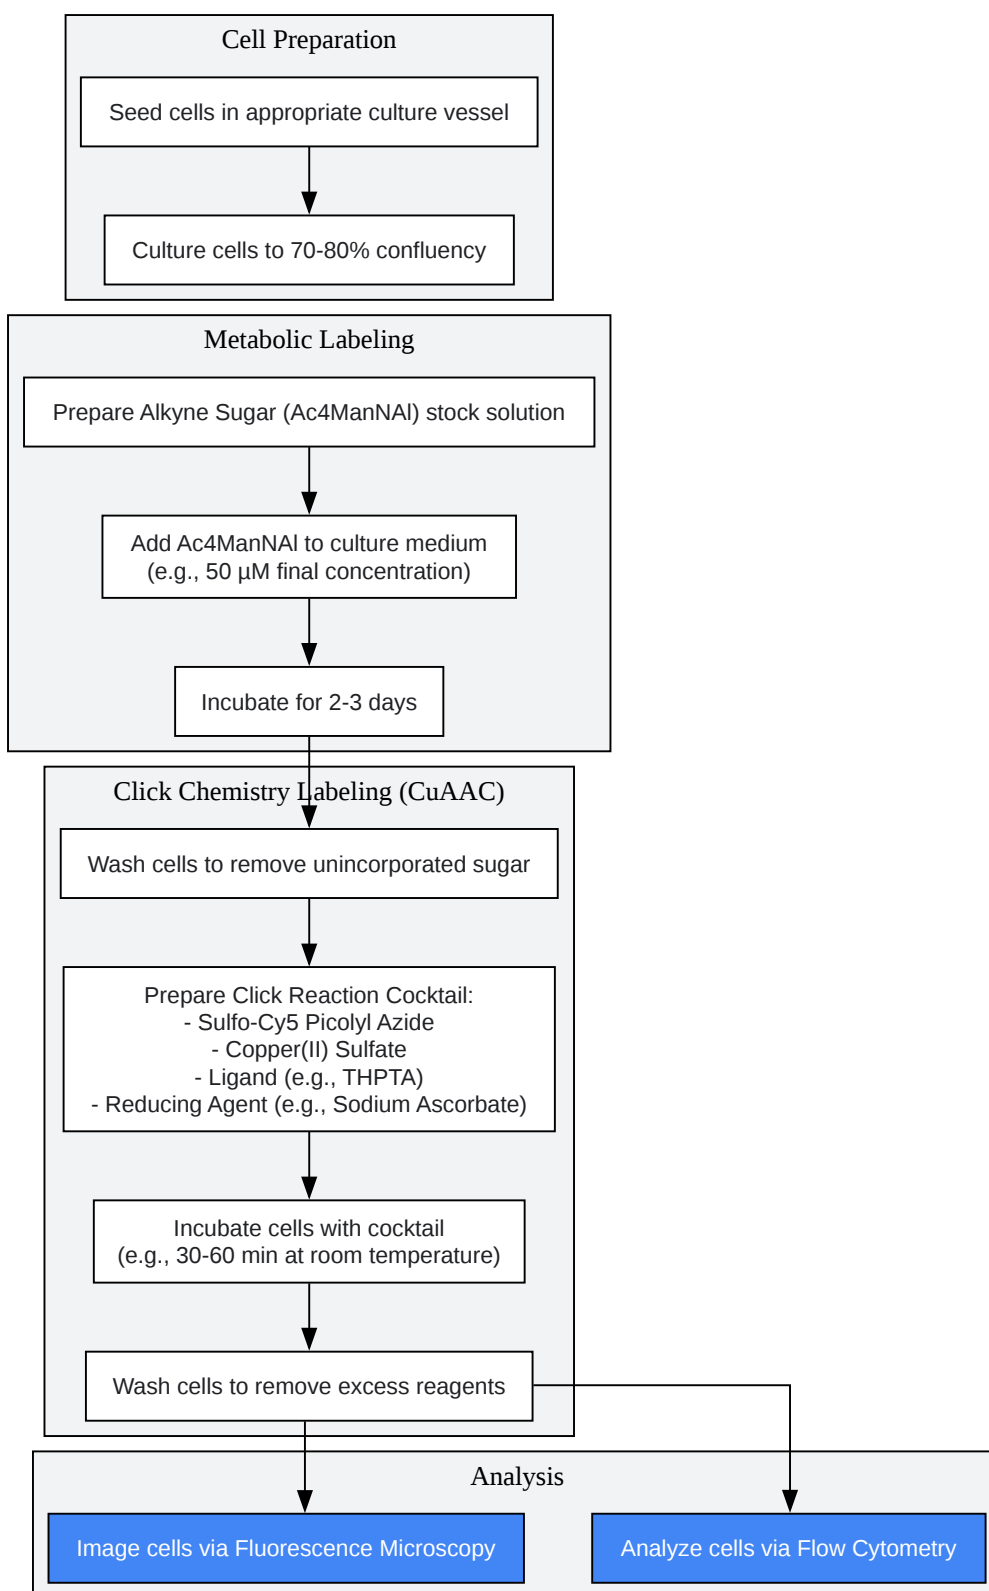 Cell Preparation
Seed cells in appropriate culture vessel
Culture cells to 70-80% confluency
Metabolic Labeling
Prepare Alkyne Sugar (Ac4ManNAl) stock solution
Add Ac4ManNAl to culture medium
(e.g., 50 µM final concentration)
Incubate for 2-3 days
Click Chemistry Labeling (CuAAC)
Wash cells to remove unincorporated sugar
Prepare Click Reaction Cocktail:
- Sulfo-Cy5 Picolyl Azide
- Copper(II) Sulfate
- Ligand (e.g., THPTA)
- Reducing Agent (e.g., Sodium Ascorbate)
Incubate cells with cocktail
(e.g., 30-60 min at room temperature)
Wash cells to remove excess reagents
Analysis
Image cells via Fluorescence Microscopy
Analyze cells via Flow Cytometry